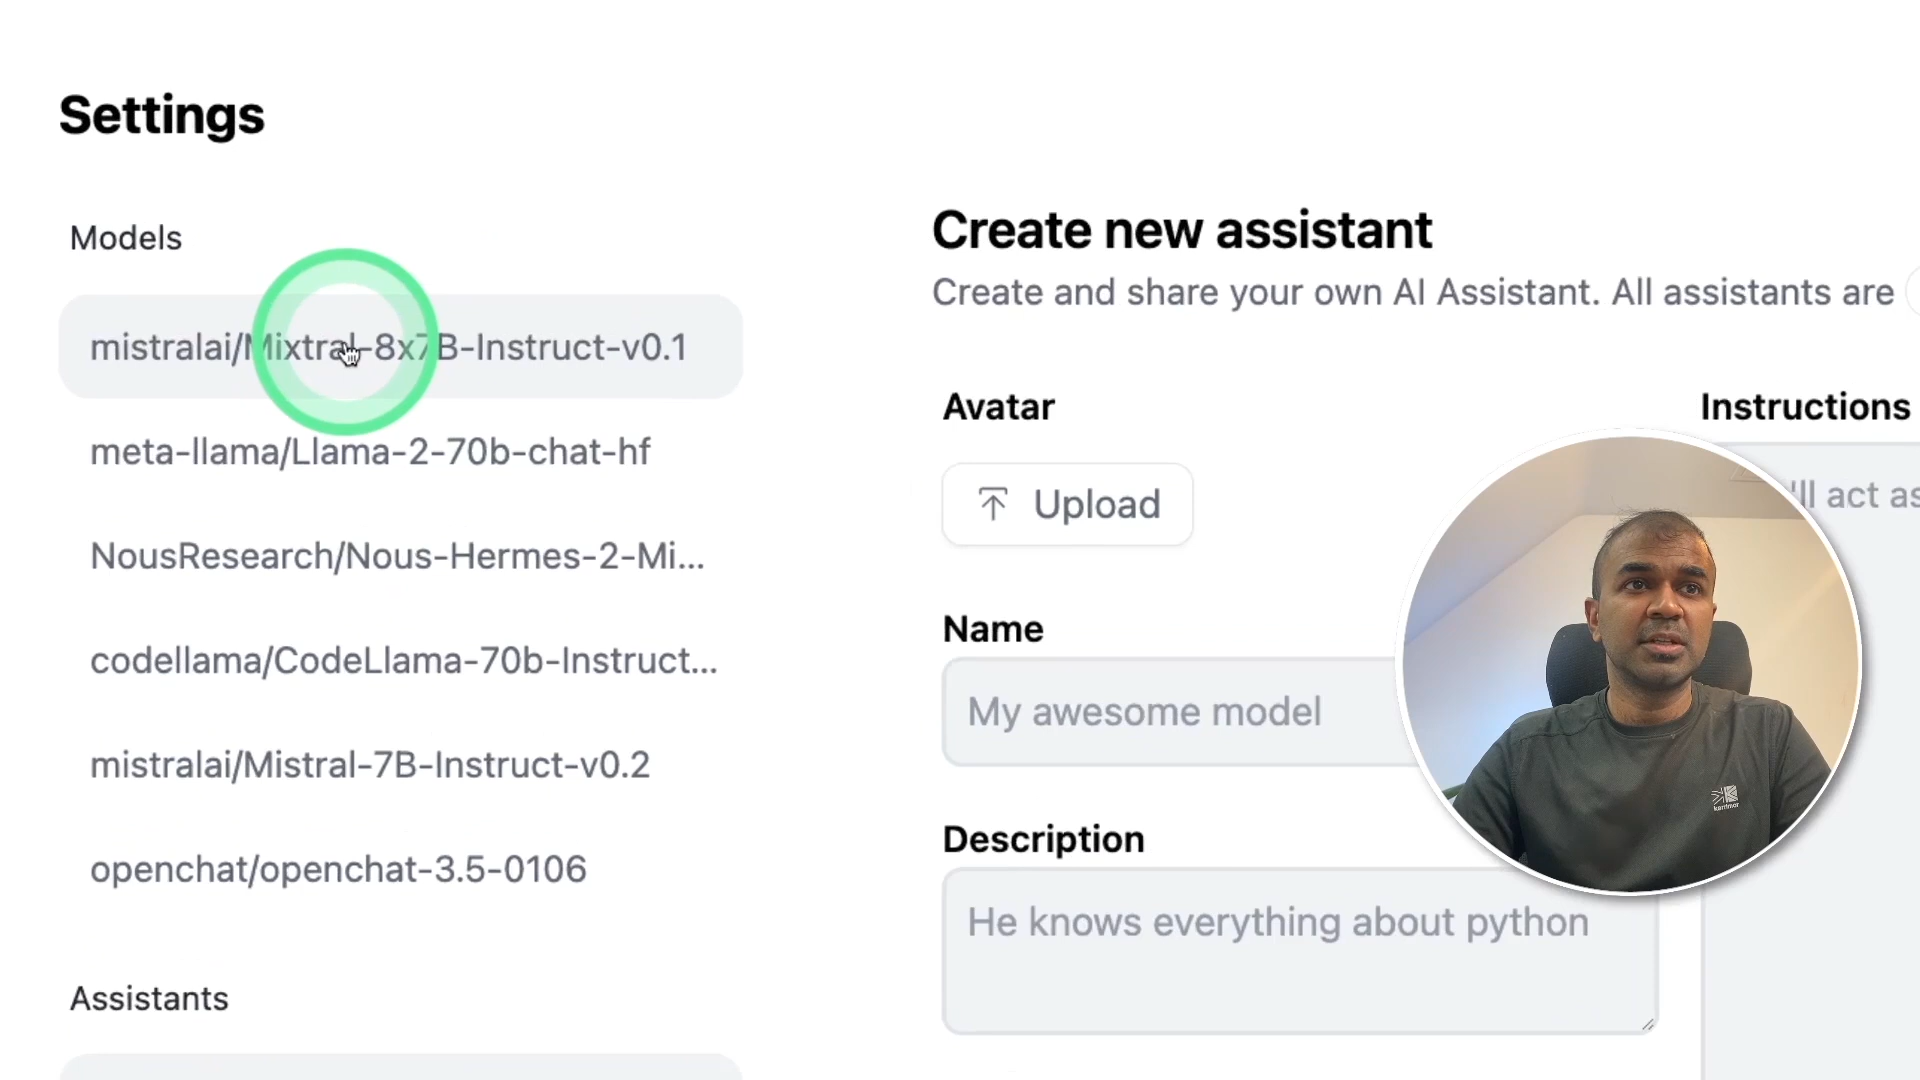 Settings
Models
mistralai/Mixtral-8x7B-Instruct-v0.1
meta-llama/Llama-2-70b-chat-hf
NousResearch/Nous-Hermes-2-Mi...
codellama/CodeLlama-70b-Instruct...
mistralai/Mistral-7B-Instruct-v0.2
openchat/openchat-3.5-0106
Assistants
Create new assistant
Create and share your own AI Assistant. All assistants are
Avatar
Upload
Name
My awesome model
Description
He knows everything about python
Instructions
'll act as